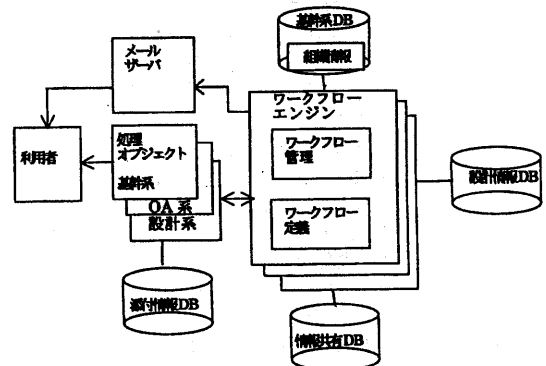 基幹系DB
組織情報
メール
サーバ
ワークフロー
エンジン
ワークフロー
管理
処理
オブジェクト
基幹系
利用者
OA系
設計系
設計情報DB
ワークフロー
定義
添付情報DB
情報共有DB